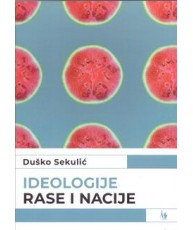 Duško Sekulić
IDEOLOGIJE
RASE I NACIJE